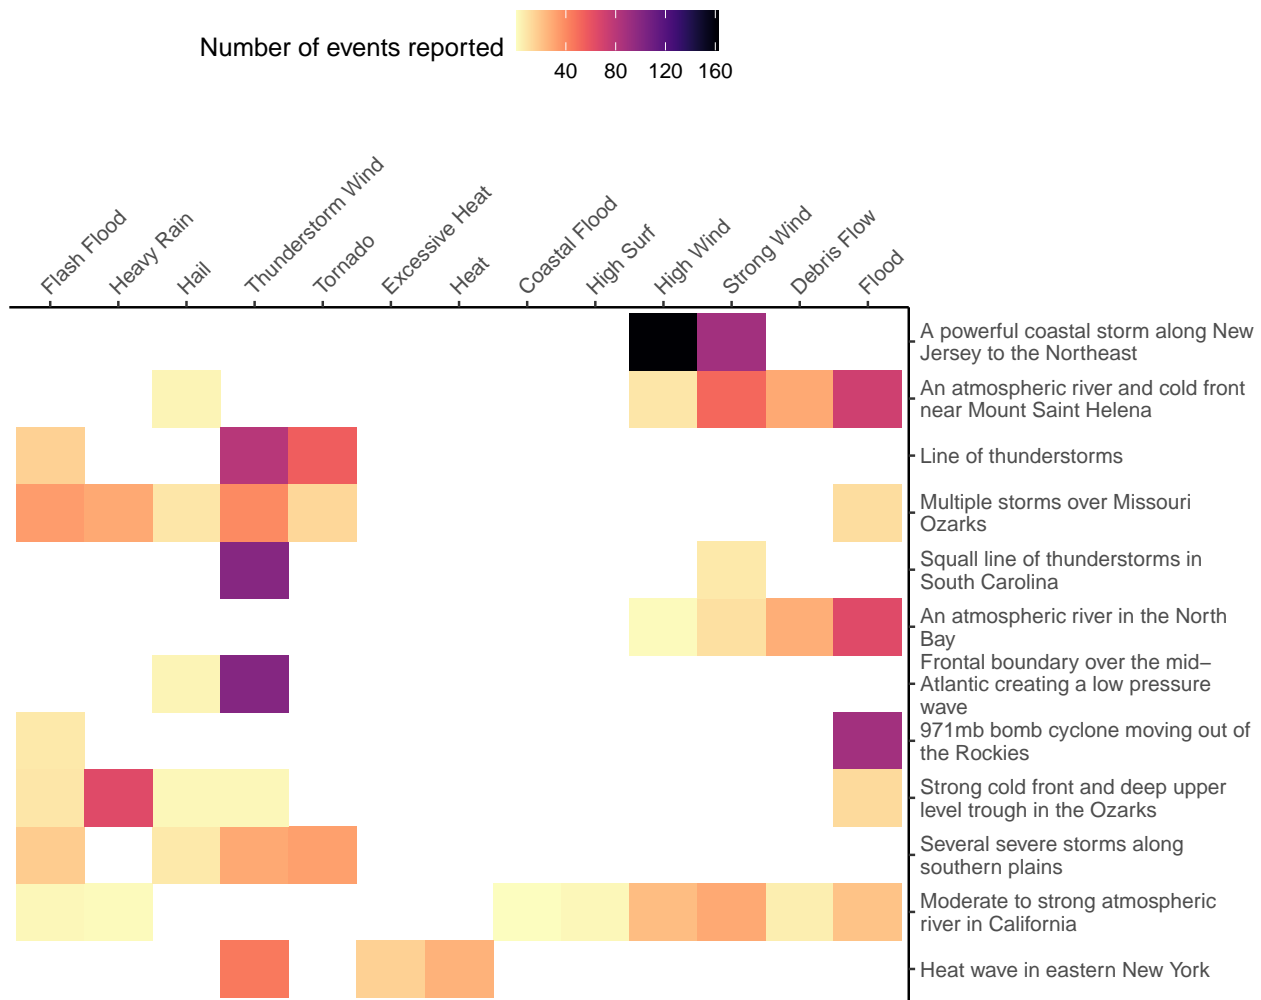 Number of events reported
40 80 120 160
Flash Flood
Heavy Rain
Hail
Thunderstorm Wind
Tornado
Excessive Heat
Heat
Coastal Flood
High Surf
High Wind
Strong Wind
Debris Flow
Flood
A powerful coastal storm along New
Jersey to the Northeast
An atmospheric river and cold front
near Mount Saint Helena
Line of thunderstorms
Multiple storms over Missouri
Ozarks
Squall line of thunderstorms in
South Carolina
An atmospheric river in the North
Bay
Frontal boundary over the mid−
Atlantic creating a low pressure
wave
971mb bomb cyclone moving out of
the Rockies
Strong cold front and deep upper
level trough in the Ozarks
Several severe storms along
southern plains
Moderate to strong atmospheric
river in California
Heat wave in eastern New York